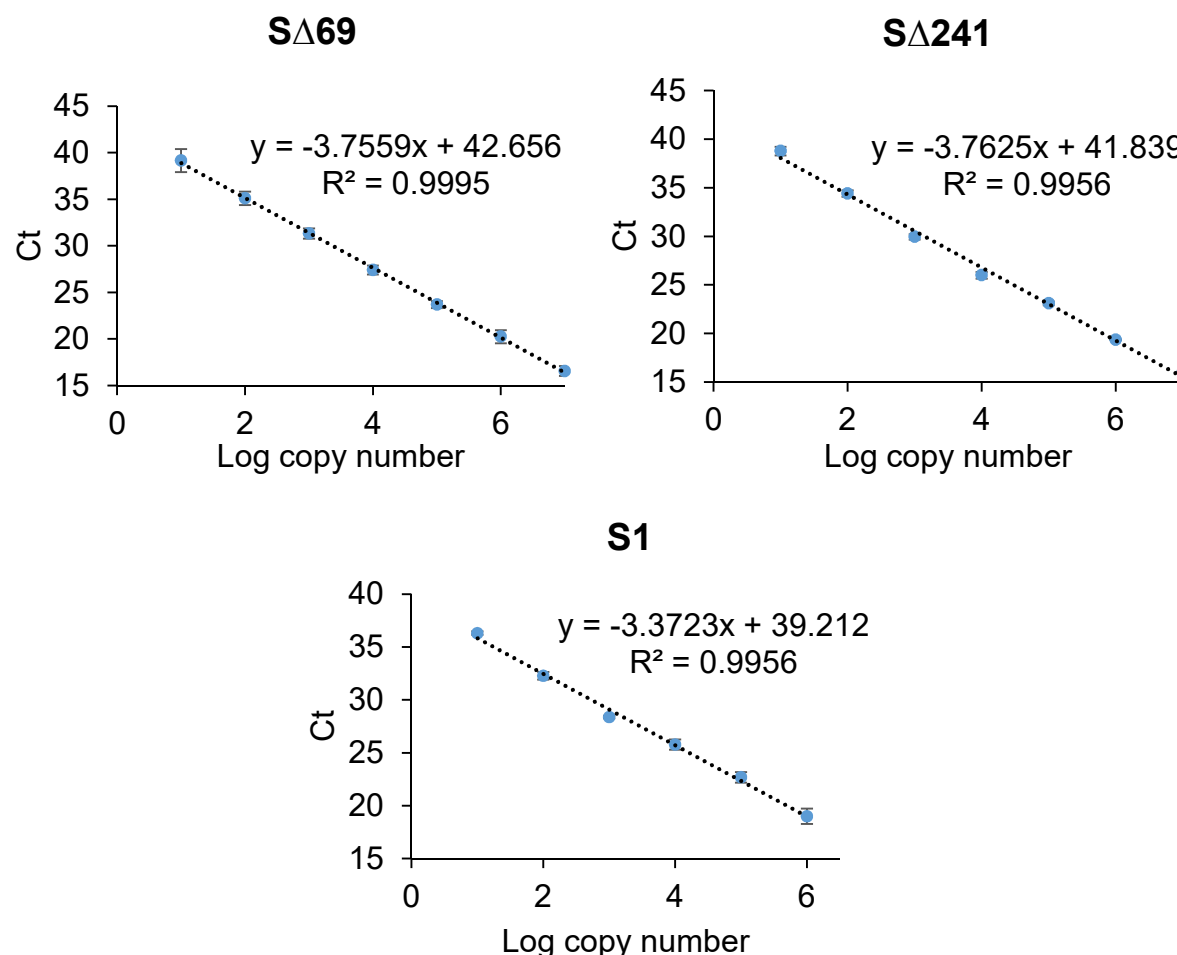 SΔ69
45
40
35
30
25
20
15
Ct
y = -3.7559x + 42.656
R² = 0.9995
0 2 4 6
Log copy number
SΔ241
45
40
35
30
25
20
15
Ct
y = -3.7625x + 41.839
R² = 0.9956
0 2 4 6
Log copy number
S1
40
35
30
25
20
15
Ct
y = -3.3723x + 39.212
R² = 0.9956
0 2 4 6
Log copy number